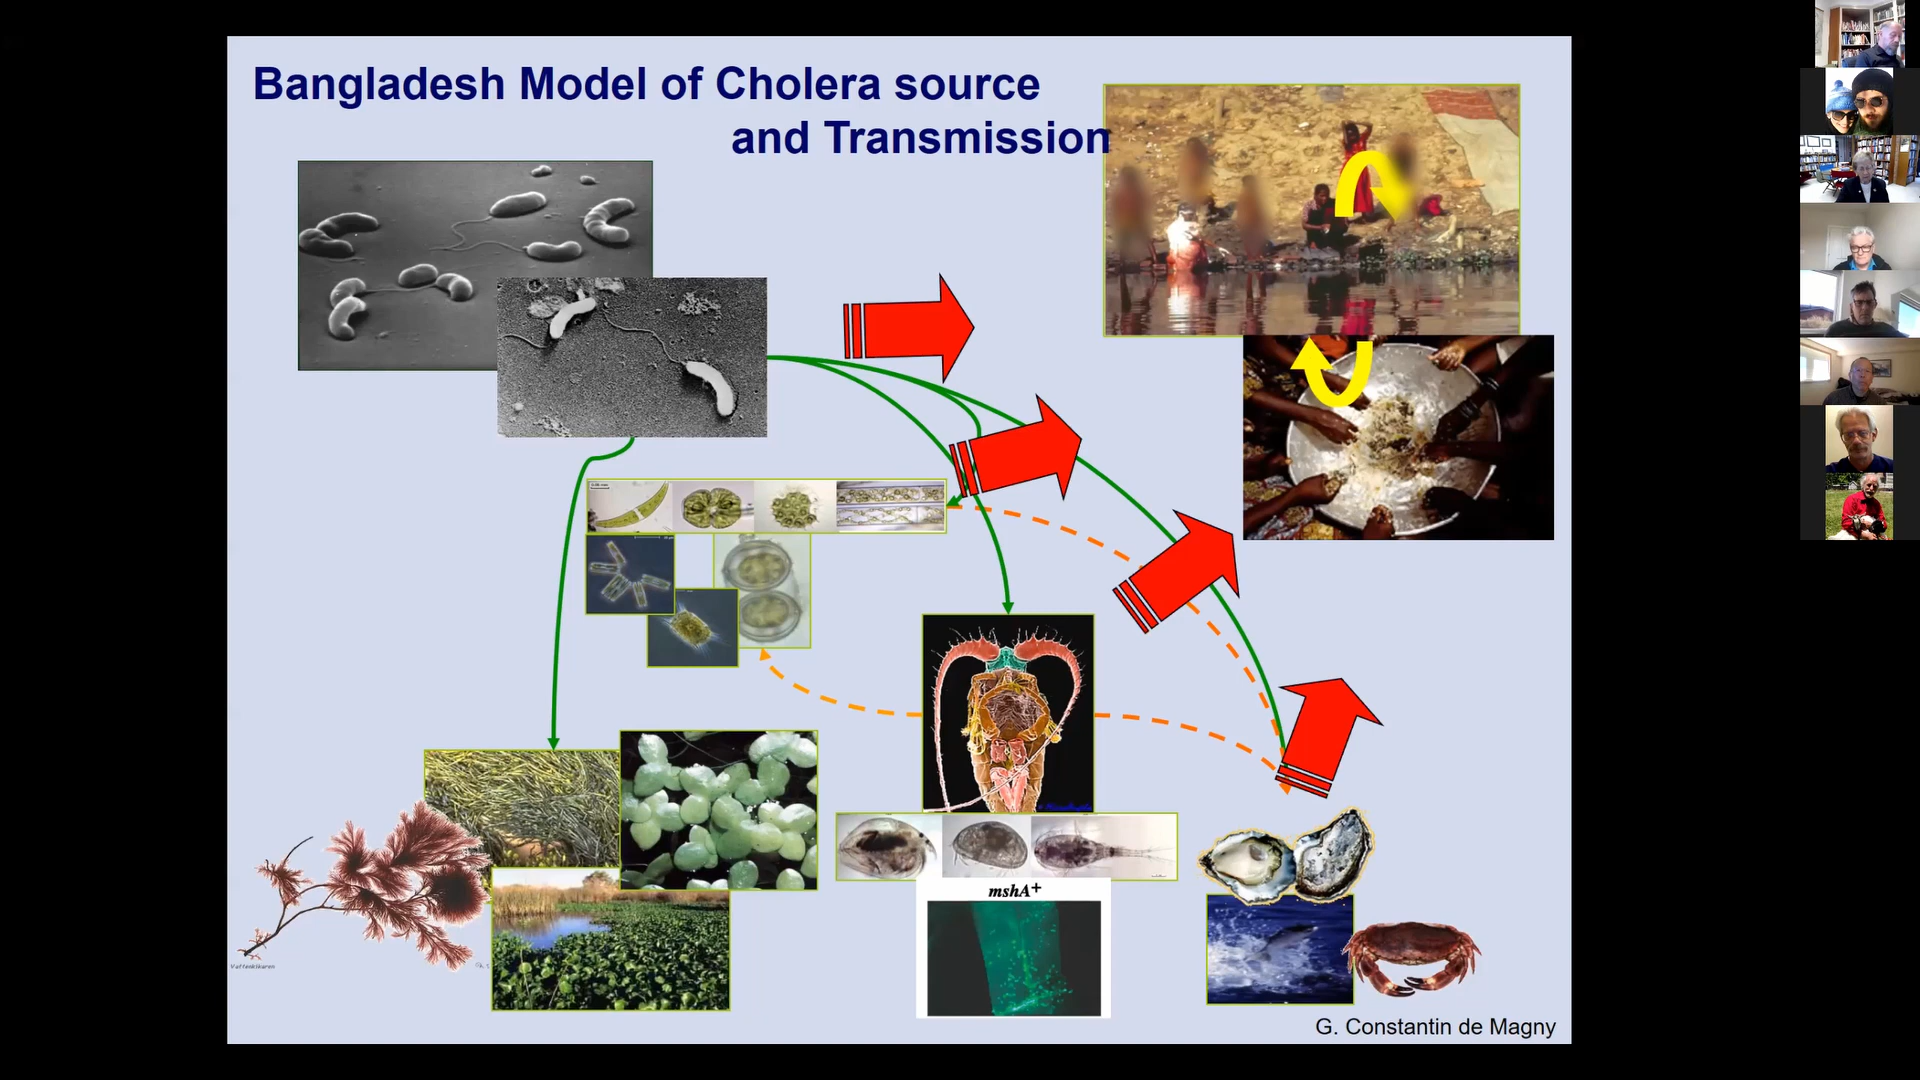 Bangladesh Model of Cholera source
and Transmission
mshA+
G. Constantin de Magny